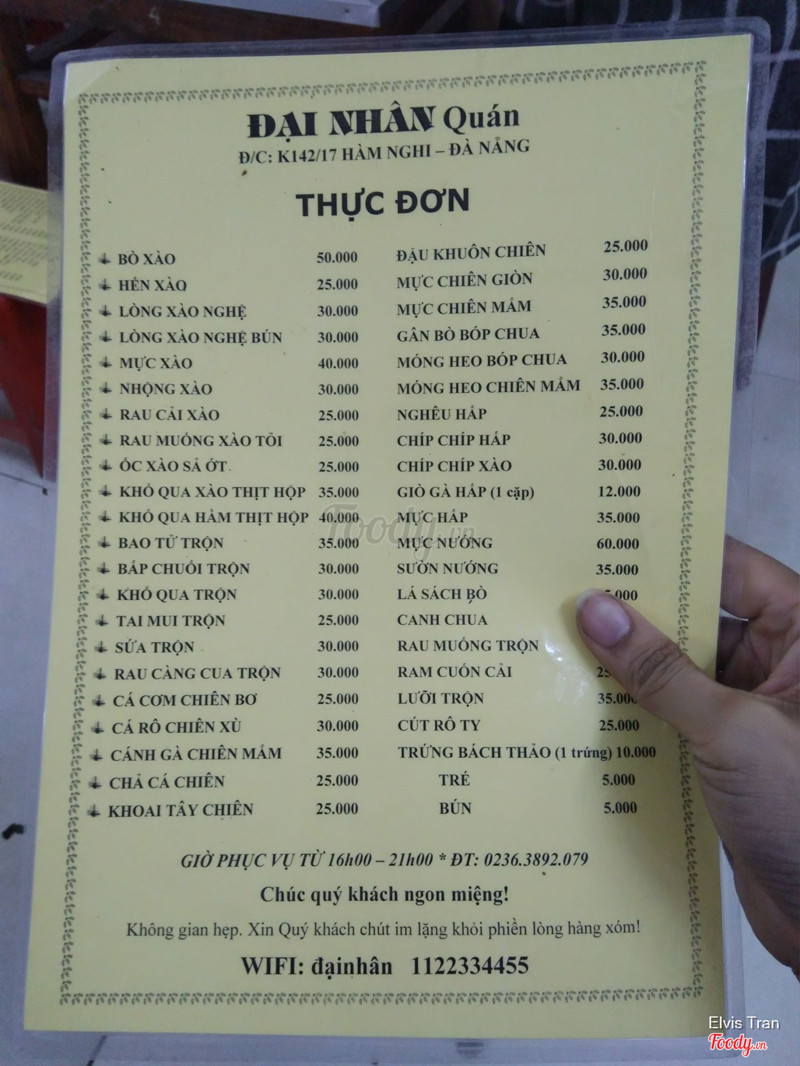 ĐẠI NHÂN Quán
Đ/C: K142/17 HÀM NGHI – ĐÀ NẴNG
THỰC ĐƠN
BÒ XÀO 50.000
HẾN XÀO 25.000
LÒNG XÀO NGHỆ 30.000
LÒNG XÀO NGHỆ BÚN 30.000
MỰC XÀO 40.000
NHỘNG XÀO 30.000
RAU CẢI XÀO 25.000
RAU MUỐNG XÀO TỎI 25.000
ỐC XÀO SẢ ỚT 25.000
KHỔ QUA XÀO THỊT HỘP 35.000
KHỔ QUA HẦM THỊT HỘP 40.000
BAO TỬ TRỘN 35.000
BẮP CHUỐI TRỘN 30.000
KHỔ QUA TRỘN 30.000
TAI MUI TRỘN 25.000
SỨA TRỘN 30.000
RAU CÀNG CUA TRỘN 30.000
CÁ CƠM CHIÊN BƠ 25.000
CÁ RÔ CHIÊN XÙ 30.000
CÁNH GÀ CHIÊN MẮM 35.000
CHẢ CÁ CHIÊN 25.000
KHOAI TÂY CHIÊN 25.000
ĐẬU KHUÔN CHIÊN 25.000
MỰC CHIÊN GIÒN 30.000
MỰC CHIÊN MẮM 35.000
GÂN BÒ BÓP CHUA 35.000
MÓNG HEO BÓP CHUA 30.000
MÓNG HEO CHIÊN MẮM 35.000
NGHÊU HẤP 25.000
CHÍP CHÍP HẤP 30.000
CHÍP CHÍP XÀO 30.000
GIÒ GÀ HẤP (1 cặp) 12.000
MỰC HẤP 35.000
MỰC NƯỚNG 60.000
SƯỜN NƯỚNG 35.000
LÁ SÁCH BÒ
CANH CHUA
RAU MUỐNG TRỘN
RAM CUỐN CẢI
LƯỠI TRỘN 35.000
CÚT RÔ TY 25.000
TRỨNG BÁCH THẢO (1 trứng) 10.000
TRÉ 5.000
BÚN 5.000
GIỜ PHỤC VỤ TỪ 16h00 – 21h00 * ĐT: 0236.3892.079
Chúc quý khách ngon miệng!
Không gian hẹp. Xin Quý khách chút im lặng khỏi phiền lòng hàng xóm!
WIFI: đạinhân 1122334455
Foody.vn
Elvis Tran
Foody.vn